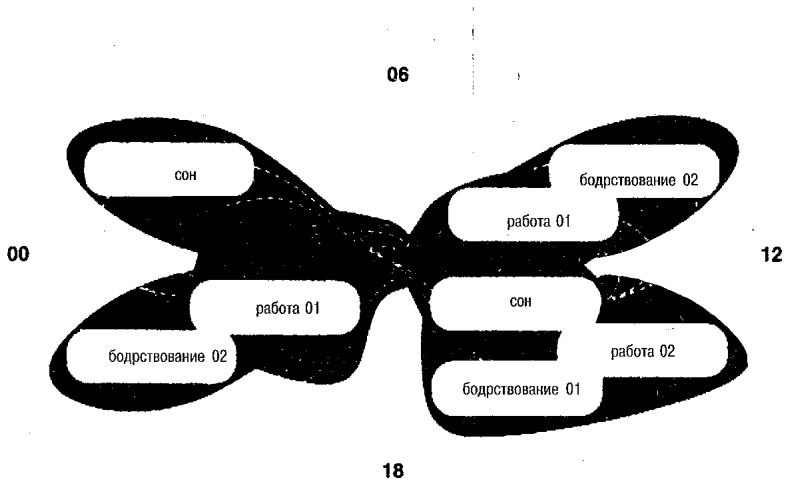 06
сон
бодрствование 02
работа 01
00
12
работа 01
сон
бодрствование 02
работа 02
бодрствование 01
18